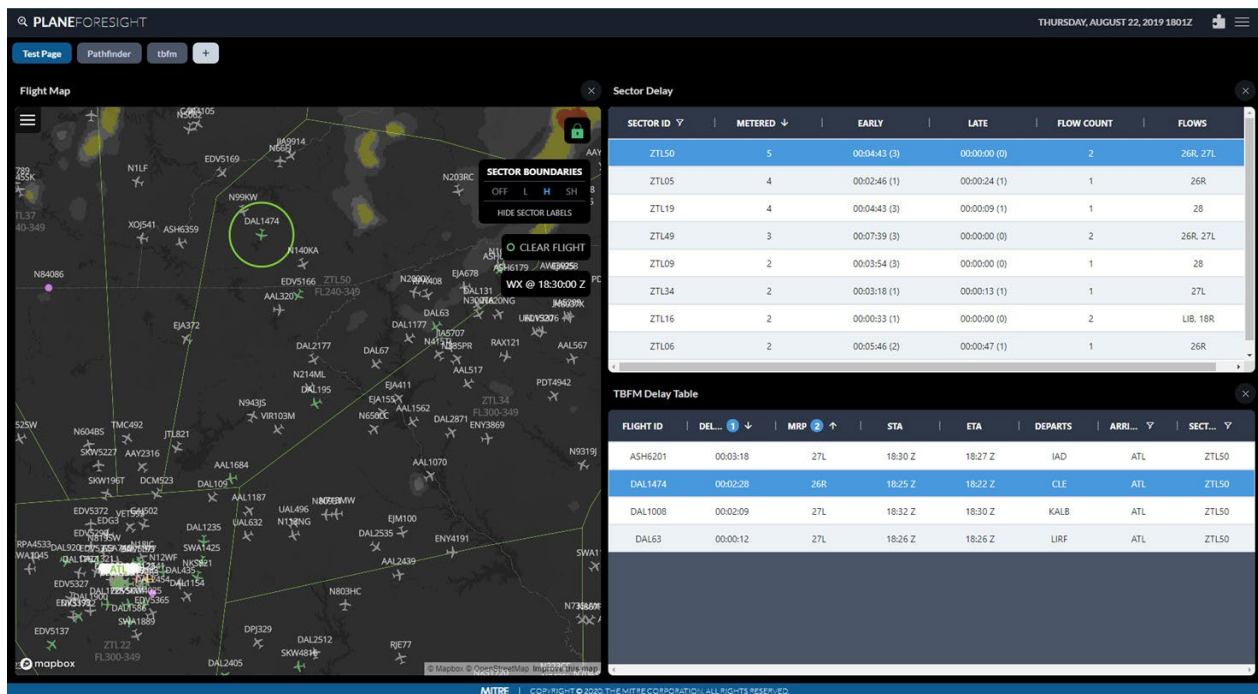 PLANEFORESIGHT
THURSDAY, AUGUST 22, 2019 1801Z
Test Page
Pathfinder
tbfm
+
Flight Map
N1LF
EDV5169
N203RC
N99KW
DAL1474
XOJ541
ASH6359
N140KA
N84086
EDV5166
ZTL50
FL240-349
AAL320
EJA678
DAL131
DAL63
DAL1177
EJA372
RAX121
AAL567
DAL2177
DAL67
AAL517
N214ML
DAL195
EJA411
PDT4942
EJA155
ZTL34
FL300-349
N943JS
VIR103M
AAL1562
DAL2871
ENY3869
N604BS
TMC492
JTL821
SKW5227
AAY2316
AAL1684
AAL1070
N9319J
SKW196T
DCM523
DAL109
AAL1187
UAL496
EDV5372
UAL632
EJM100
DAL1235
DAL2535
ENY4191
SWA1425
AAL2439
ATL
EDV5327
N803HC
EDV5365
SWA1889
EDV5137
DPJ329
DAL2512
RJE77
ZTL22
FL300-349
SKW4816
DAL2405
SECTOR BOUNDARIES
OFF L H SH
HIDE SECTOR LABELS
CLEAR FLIGHT
WX @ 18:30:00 Z
mapbox
© Mapbox © OpenStreetMap Improve this map
Sector Delay
SECTOR ID METERED EARLY LATE FLOW COUNT FLOWS
ZTL50 5 00:04:43 (3) 00:00:00 (0) 2 26R, 27L
ZTL05 4 00:02:46 (1) 00:00:24 (1) 1 26R
ZTL19 4 00:04:43 (3) 00:00:09 (1) 1 28
ZTL49 3 00:07:39 (3) 00:00:00 (0) 2 26R, 27L
ZTL09 2 00:03:54 (3) 00:00:00 (0) 1 28
ZTL34 2 00:03:18 (1) 00:00:13 (1) 1 27L
ZTL16 2 00:00:33 (1) 00:00:00 (0) 2 LIB, 18R
ZTL06 2 00:05:46 (2) 00:00:47 (1) 1 26R
TBFM Delay Table
FLIGHT ID DEL... 1 MRP 2 STA ETA DEPARTS ARRI... SECT...
ASH6201 00:03:18 27L 18:30 Z 18:27 Z IAD ATL ZTL50
DAL1474 00:02:28 26R 18:25 Z 18:22 Z CLE ATL ZTL50
DAL1008 00:02:09 27L 18:32 Z 18:30 Z KALB ATL ZTL50
DAL63 00:00:12 27L 18:26 Z 18:26 Z LIRF ATL ZTL50
MITRE | COPYRIGHT © 2020. THE MITRE CORPORATION. ALL RIGHTS RESERVED.